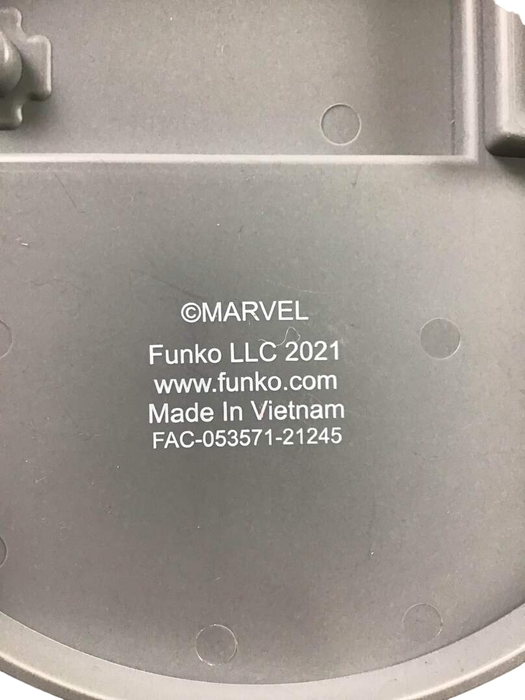 ©MARVEL
Funko LLC 2021
www.funko.com
Made In Vietnam
FAC-053571-21245